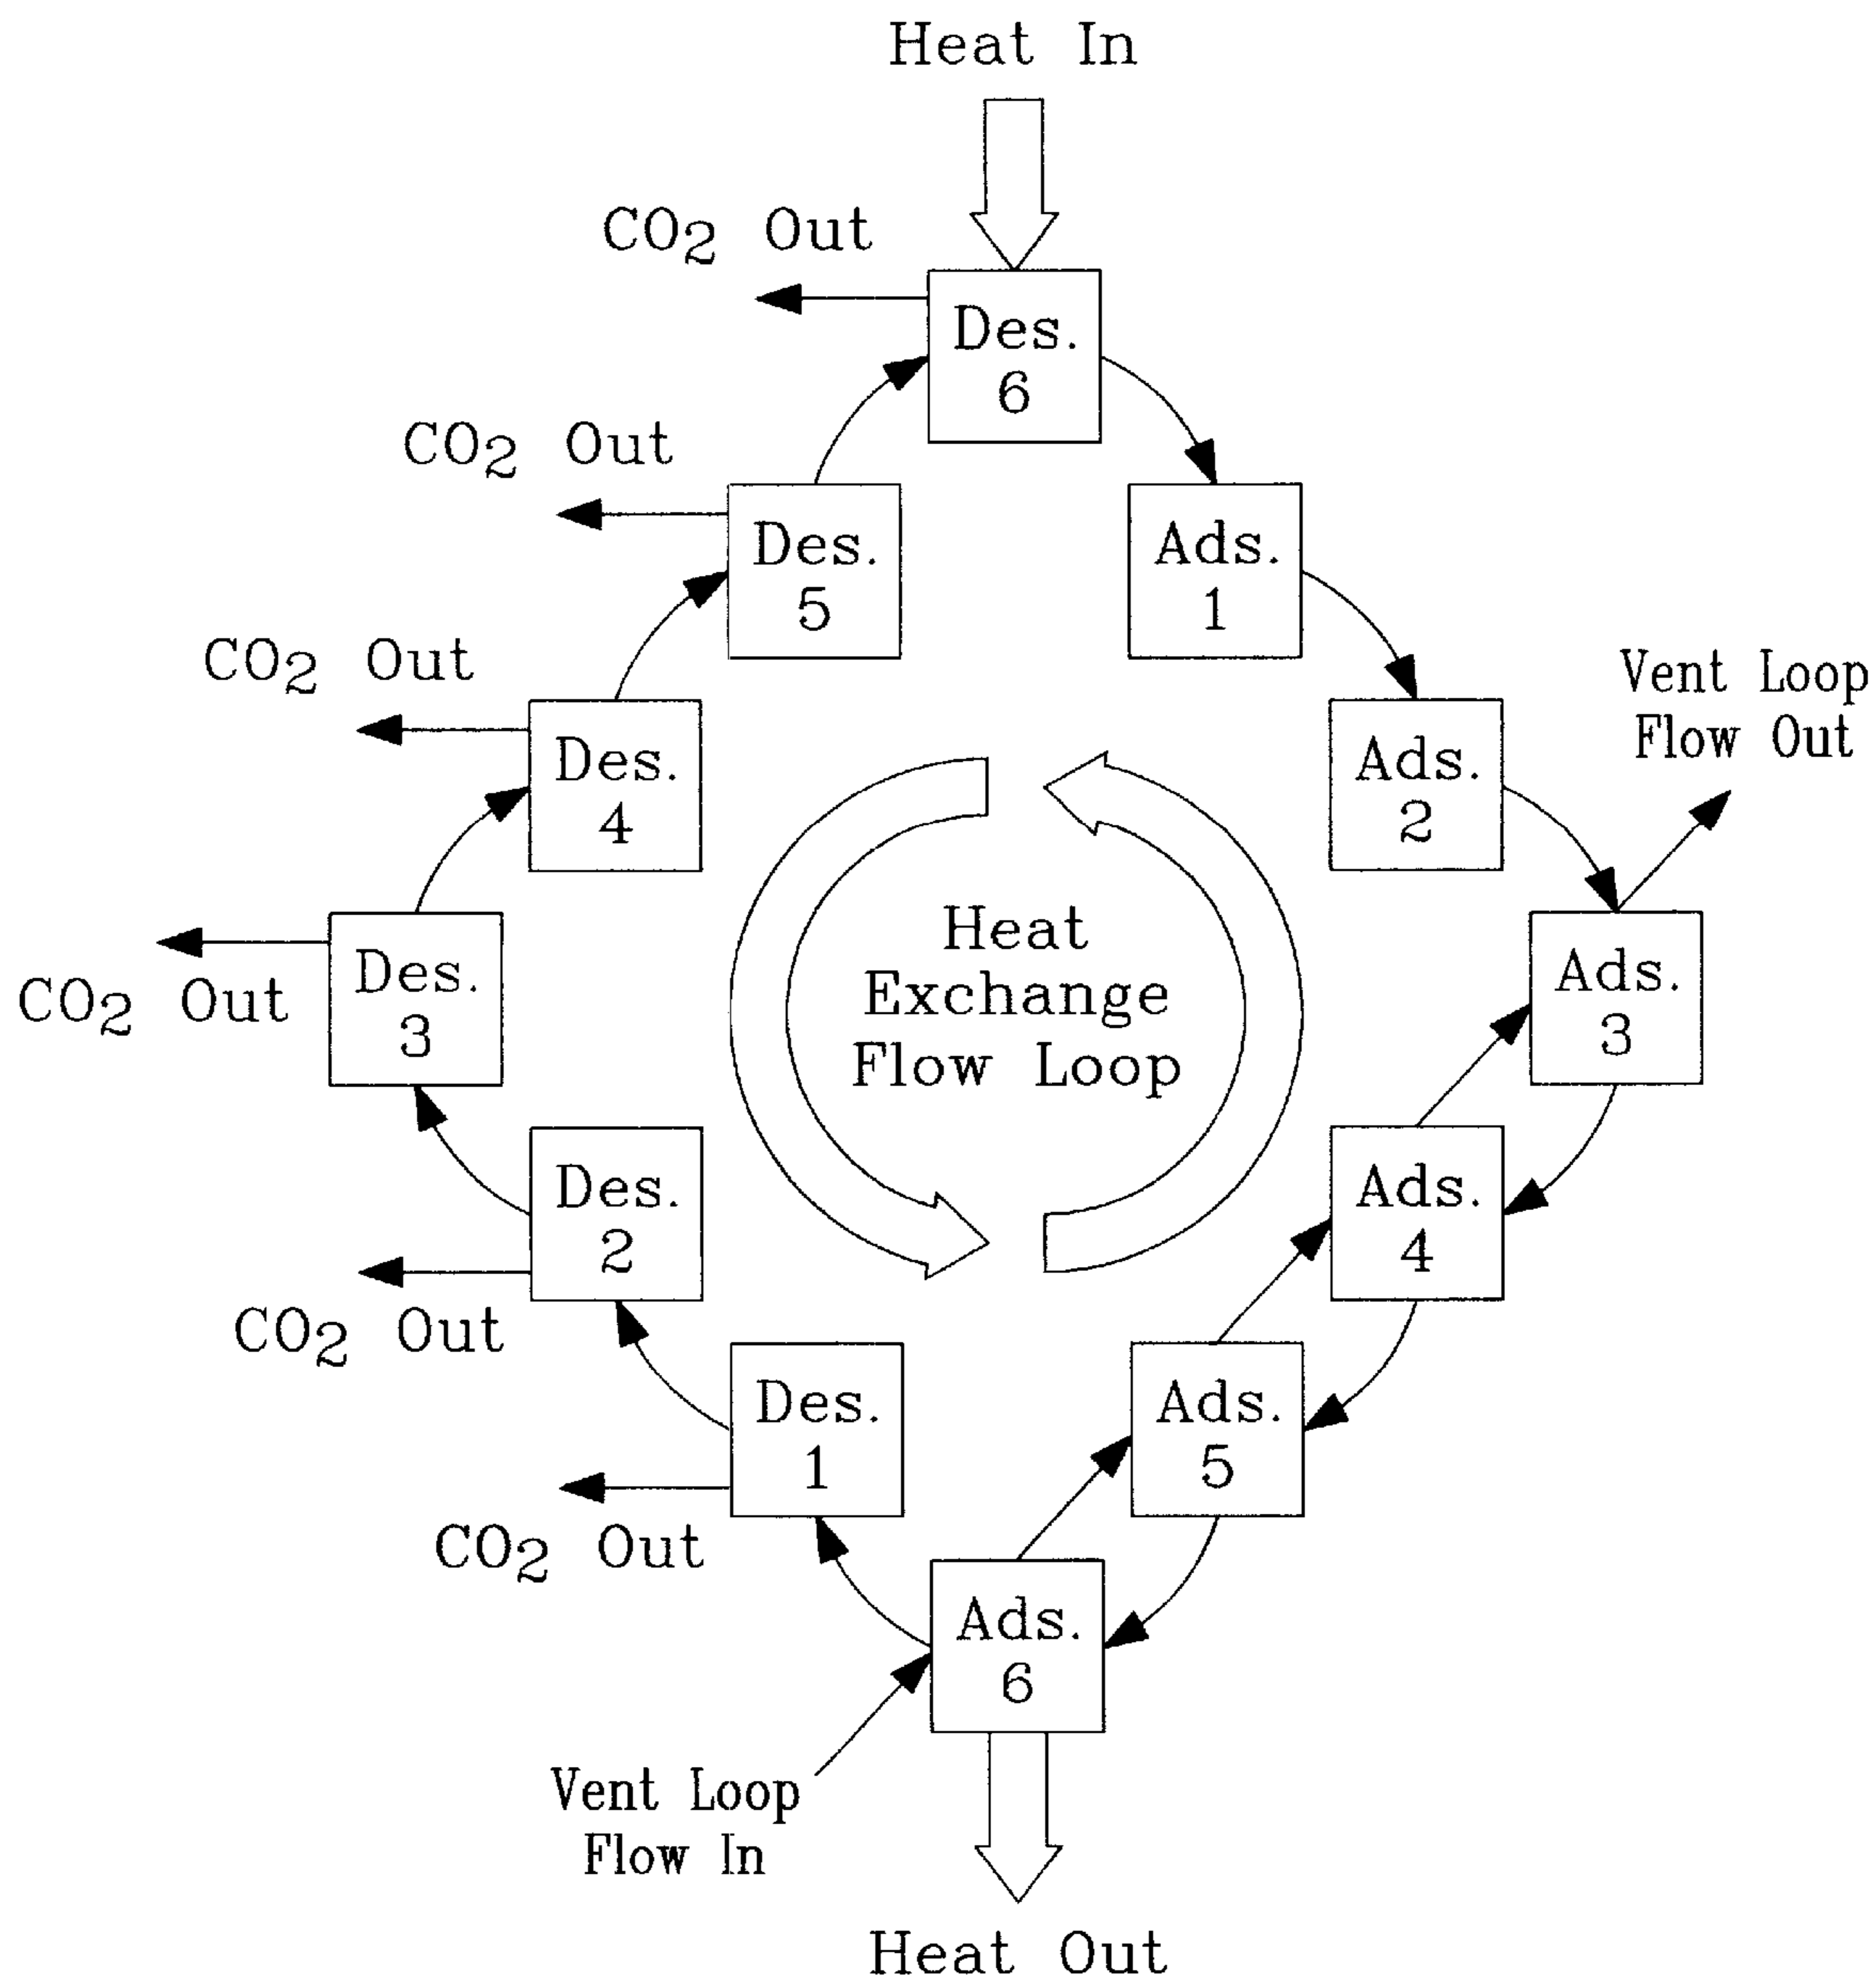 Heat In
CO2 Out
Des.
6
CO2 Out
Des.
5
Ads.
1
CO2 Out
Vent Loop
Flow Out
Des.
4
Ads.
2
Heat
Exchange
Flow Loop
CO2 Out
Des.
3
Ads.
3
Des.
2
Ads.
4
CO2 Out
Des.
1
Ads.
5
CO2 Out
Ads.
6
Vent Loop
Flow In
Heat Out